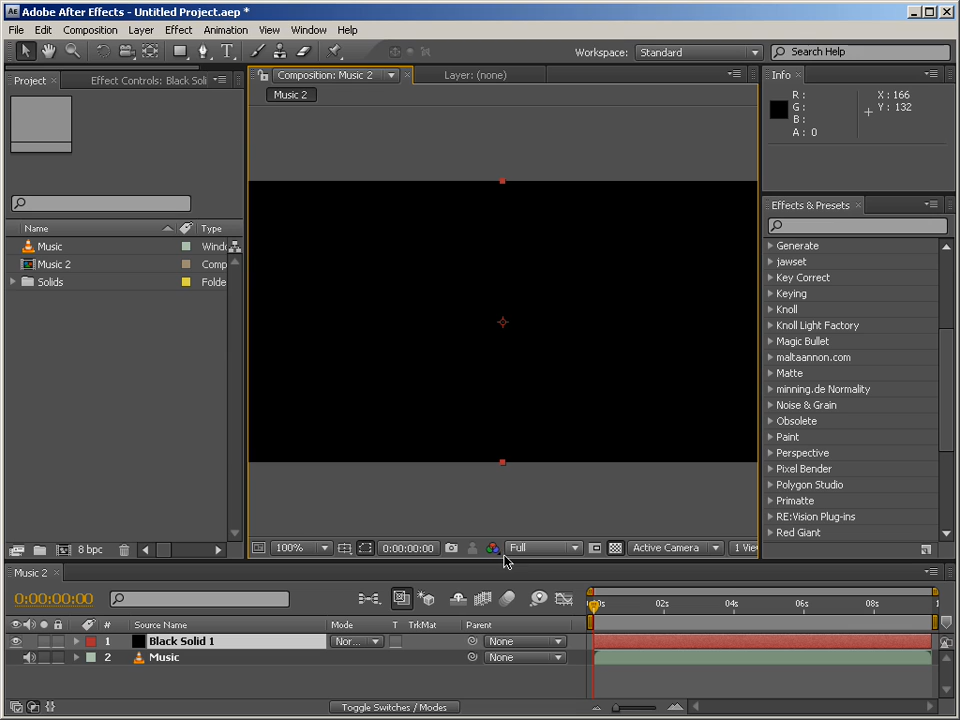 Adobe After Effects - Untitled Project.aep *
File Edit Composition Layer Effect Animation View Window Help
Workspace: Standard Search Help
Project Effect Controls: Black Soli Composition: Music 2 Layer: (none) Info
Music 2
R : X : 166
G : Y : 132
B :
A : 0
Effects & Presets
Name Type
Music Windo
Music 2 Comp
Solids Folde
Generate
jawset
Key Correct
Keying
Knoll
Knoll Light Factory
Magic Bullet
maltaannon.com
Matte
minning.de Normality
Noise & Grain
Obsolete
Paint
Perspective
Pixel Bender
Polygon Studio
Primatte
RE:Vision Plug-ins
Red Giant
8 bpc 100% 0:00:00:00 Full Active Camera 1 Vie
Music 2
0:00:00:00 0s 02s 04s 06s 08s 1
# Source Name Mode T TrkMat Parent
1 Black Solid 1 Nor... None
2 Music None
Toggle Switches / Modes